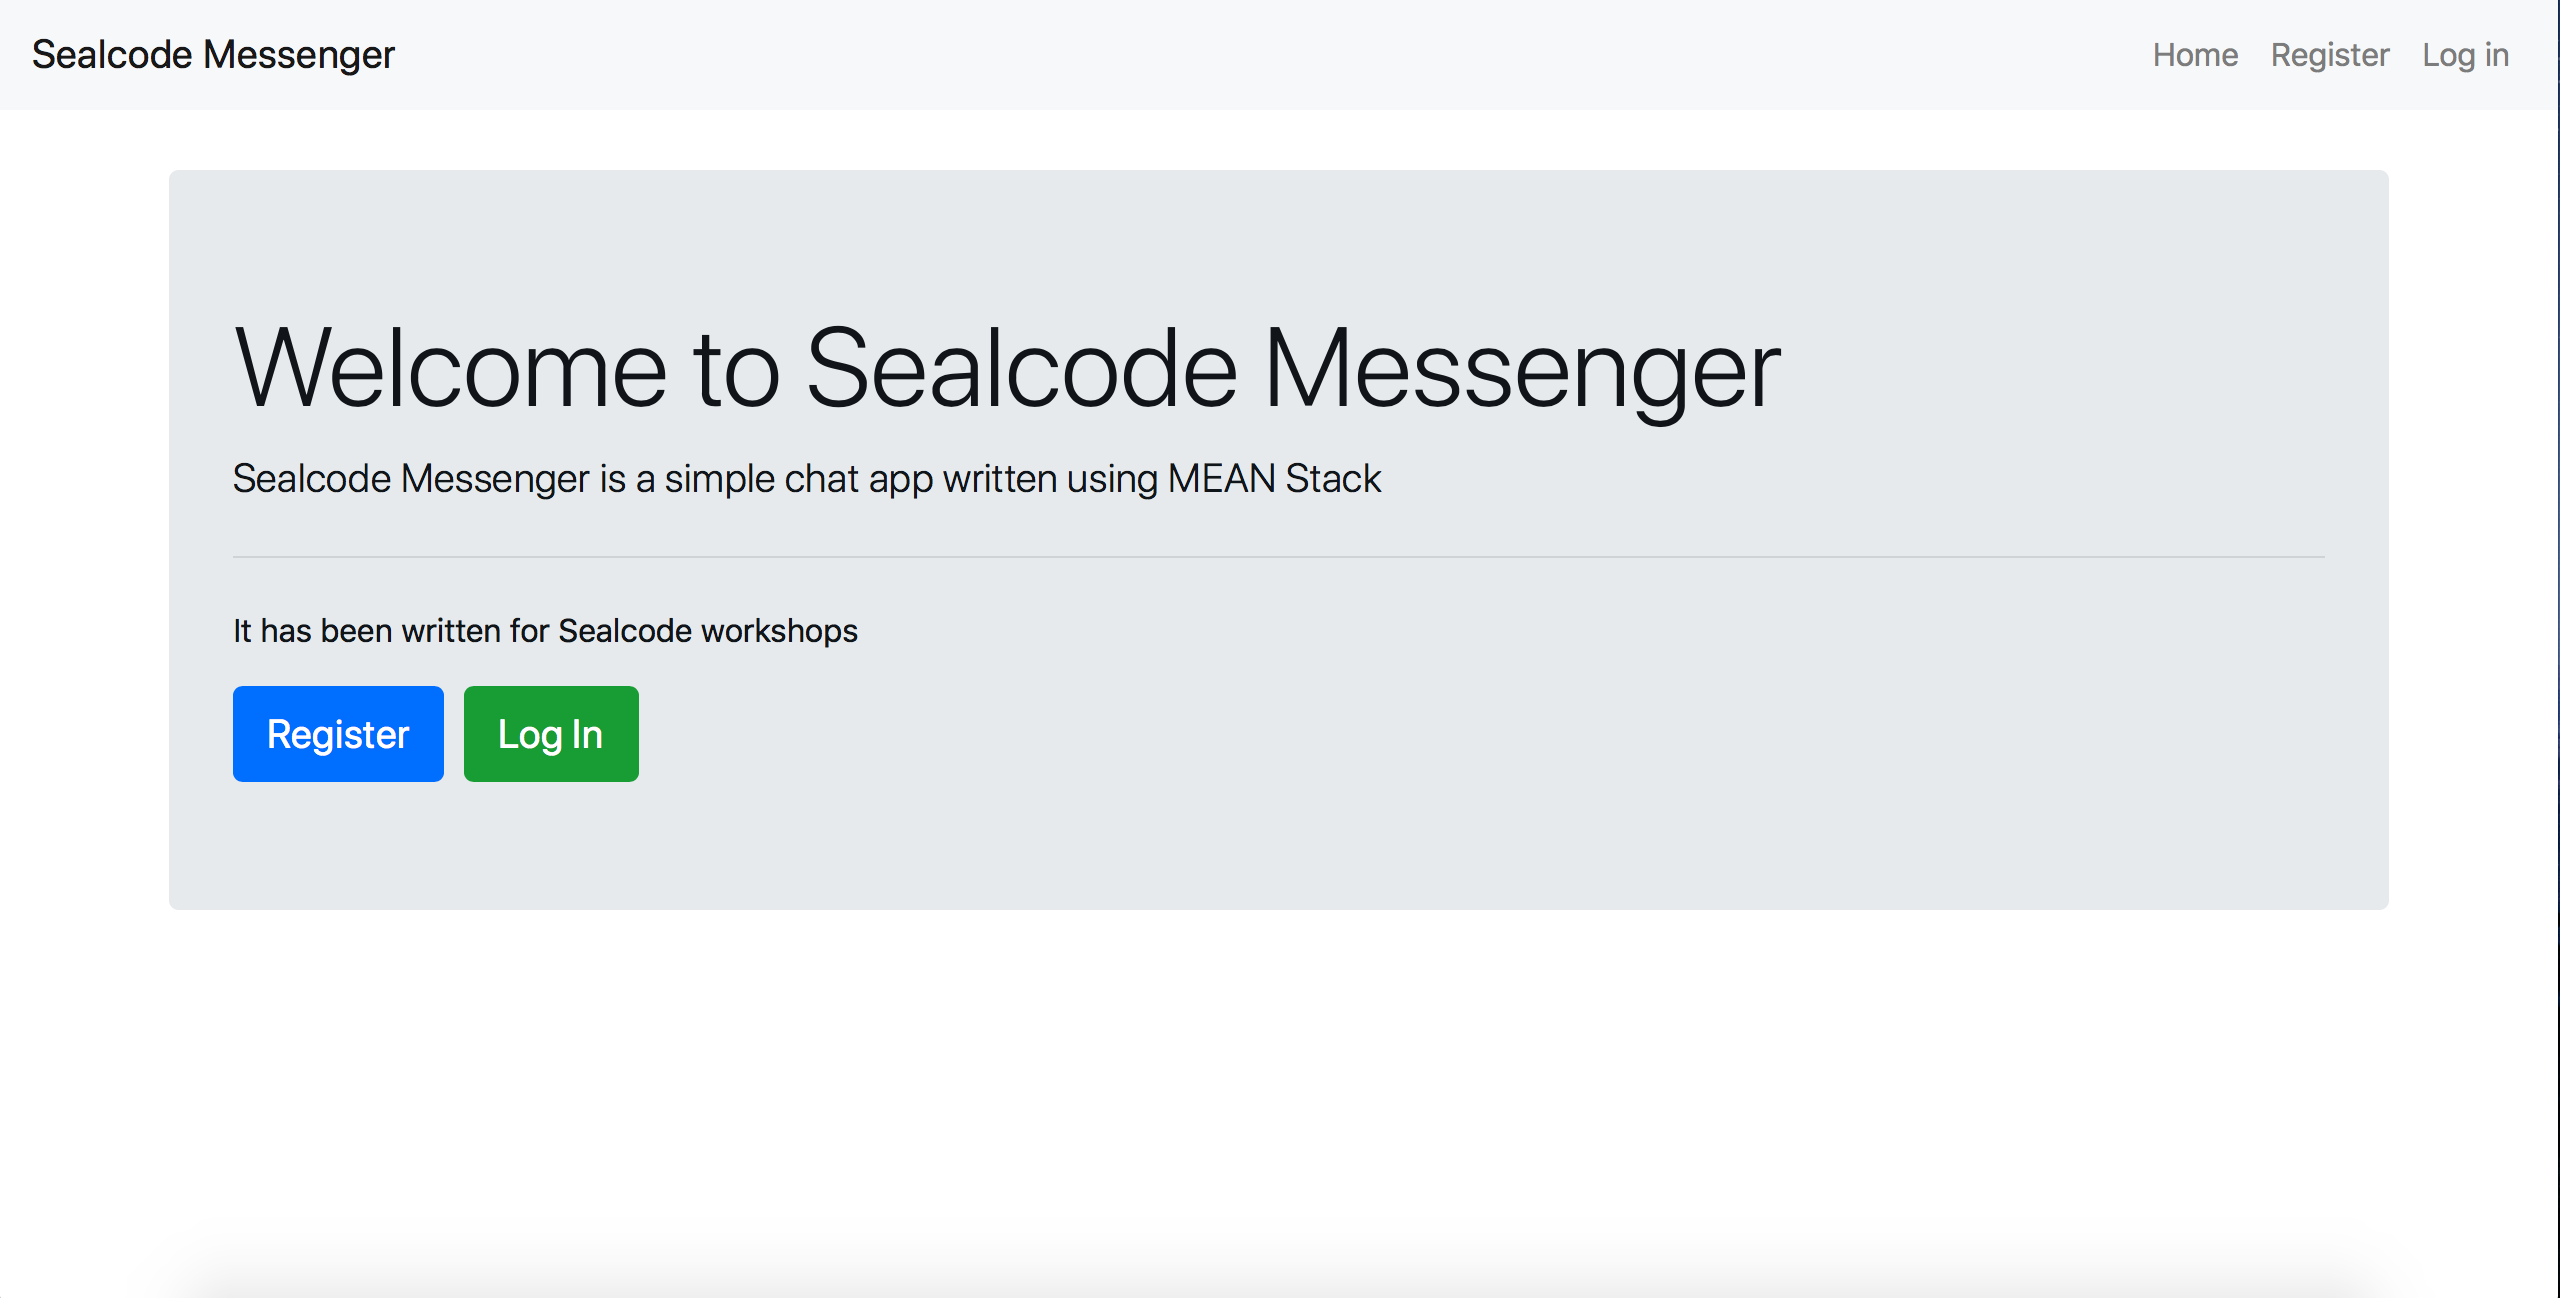 Sealcode Messenger
Home Register Log in
Welcome to Sealcode Messenger
Sealcode Messenger is a simple chat app written using MEAN Stack
It has been written for Sealcode workshops
Register Log In